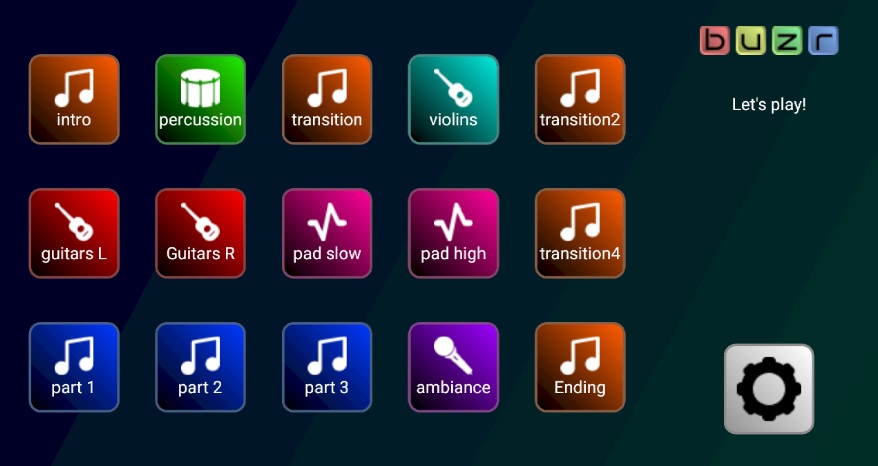 buzr
intro
percussion
transition
violins
transition2
Let's play!
guitars L
Guitars R
pad slow
pad high
transition4
part 1
part 2
part 3
ambiance
Ending